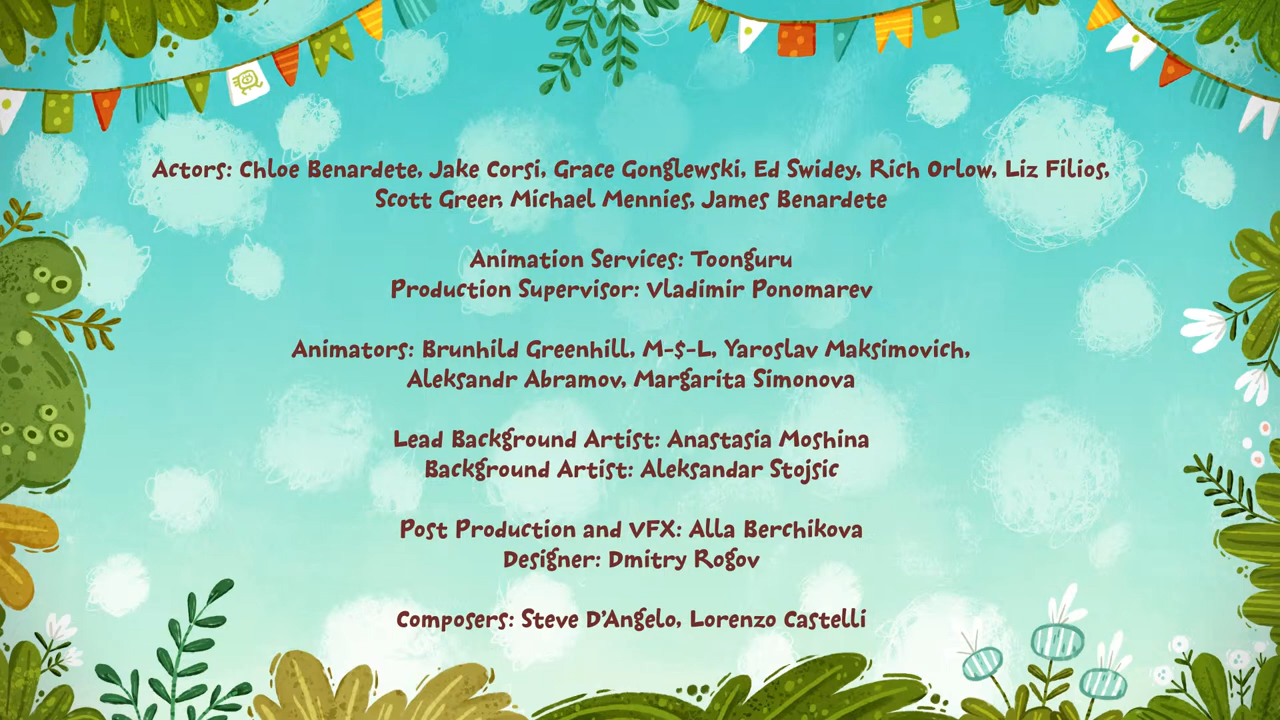 Actors: Chloe Benardete, Jake Corsi, Grace Gonglewski, Ed Swidey, Rich Orlow, Liz Filios,
Scott Greer, Michael Mennies, James Benardete
Animation Services: Toonguru
Production Supervisor: Vladimir Ponomarev
Animators: Brunhild Greenhill, M-$-L, Yaroslav Maksimovich,
Aleksandr Abramov, Margarita Simonova
Lead Background Artist: Anastasia Moshina
Background Artist: Aleksandar Stojsic
Post Production and VFX: Alla Berchikova
Designer: Dmitry Rogov
Composers: Steve D'Angelo, Lorenzo Castelli